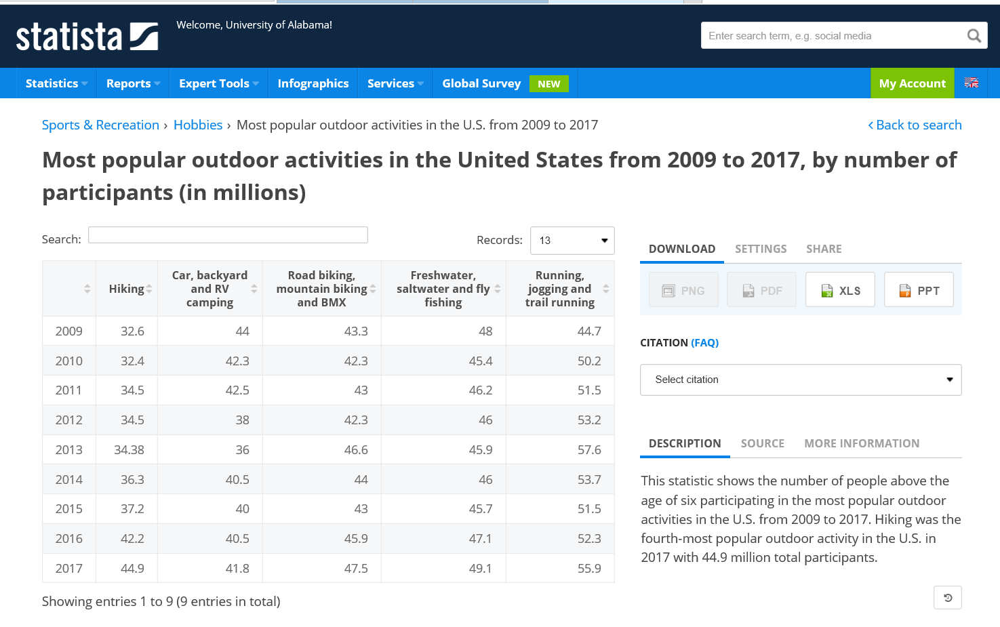 statista
Welcome, University of Alabama!
Enter search term, e.g. social media
Statistics Reports Expert Tools Infographics Services Global Survey NEW My Account
Sports & Recreation › Hobbies › Most popular outdoor activities in the U.S. from 2009 to 2017
Back to search
Most popular outdoor activities in the United States from 2009 to 2017, by number of
participants (in millions)
Search:
Records: 13
Hiking
Car, backyard
and RV
camping
Road biking,
mountain biking
and BMX
Freshwater,
saltwater and fly
fishing
Running,
jogging and
trail running
2009 32.6 44 43.3 48 44.7
2010 32.4 42.3 42.3 45.4 50.2
2011 34.5 42.5 43 46.2 51.5
2012 34.5 38 42.3 46 53.2
2013 34.38 36 46.6 45.9 57.6
2014 36.3 40.5 44 46 53.7
2015 37.2 40 43 45.7 51.5
2016 42.2 40.5 45.9 47.1 52.3
2017 44.9 41.8 47.5 49.1 55.9
Showing entries 1 to 9 (9 entries in total)
DOWNLOAD SETTINGS SHARE
PNG PDF XLS PPT
CITATION (FAQ)
Select citation
DESCRIPTION SOURCE MORE INFORMATION
This statistic shows the number of people above the
age of six participating in the most popular outdoor
activities in the U.S. from 2009 to 2017. Hiking was the
fourth-most popular outdoor activity in the U.S. in
2017 with 44.9 million total participants.